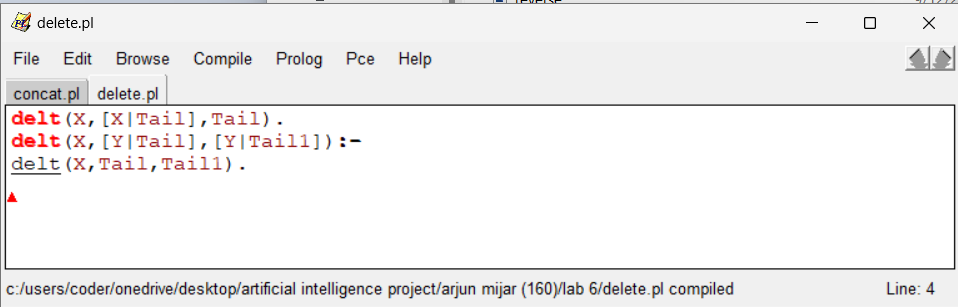 reverse
delete.pl
File Edit Browse Compile Prolog Pce Help
concat.pl delete.pl
delt(X,[X|Tail],Tail).
delt(X,[Y|Tail],[Y|Tail1]):-
delt(X,Tail,Tail1).
c:/users/coder/onedrive/desktop/artificial intelligence project/arjun mijar (160)/lab 6/delete.pl compiled Line: 4